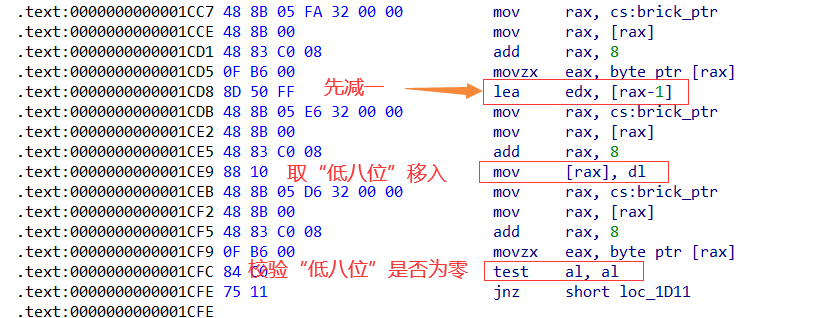 .text:0000000000001CC7 48 8B 05 FA 32 00 00 mov rax, cs:brick_ptr
.text:0000000000001CCE 48 8B 00 mov rax, [rax]
.text:0000000000001CD1 48 83 C0 08 add rax, 8
.text:0000000000001CD5 0F B6 00 movzx eax, byte ptr [rax]
.text:0000000000001CD8 8D 50 FF 先减一 lea edx, [rax-1]
.text:0000000000001CDB 48 8B 05 E6 32 00 00 mov rax, cs:brick_ptr
.text:0000000000001CE2 48 8B 00 mov rax, [rax]
.text:0000000000001CE5 48 83 C0 08 add rax, 8
.text:0000000000001CE9 88 10 取“低八位”移入 mov [rax], dl
.text:0000000000001CEB 48 8B 05 D6 32 00 00 mov rax, cs:brick_ptr
.text:0000000000001CF2 48 8B 00 mov rax, [rax]
.text:0000000000001CF5 48 83 C0 08 add rax, 8
.text:0000000000001CF9 0F B6 00 movzx eax, byte ptr [rax]
.text:0000000000001CFC 84 C0 校验“低八位”是否为零 test al, al
.text:0000000000001CFE 75 11 jnz short loc_1D11
.text:0000000000001CFE